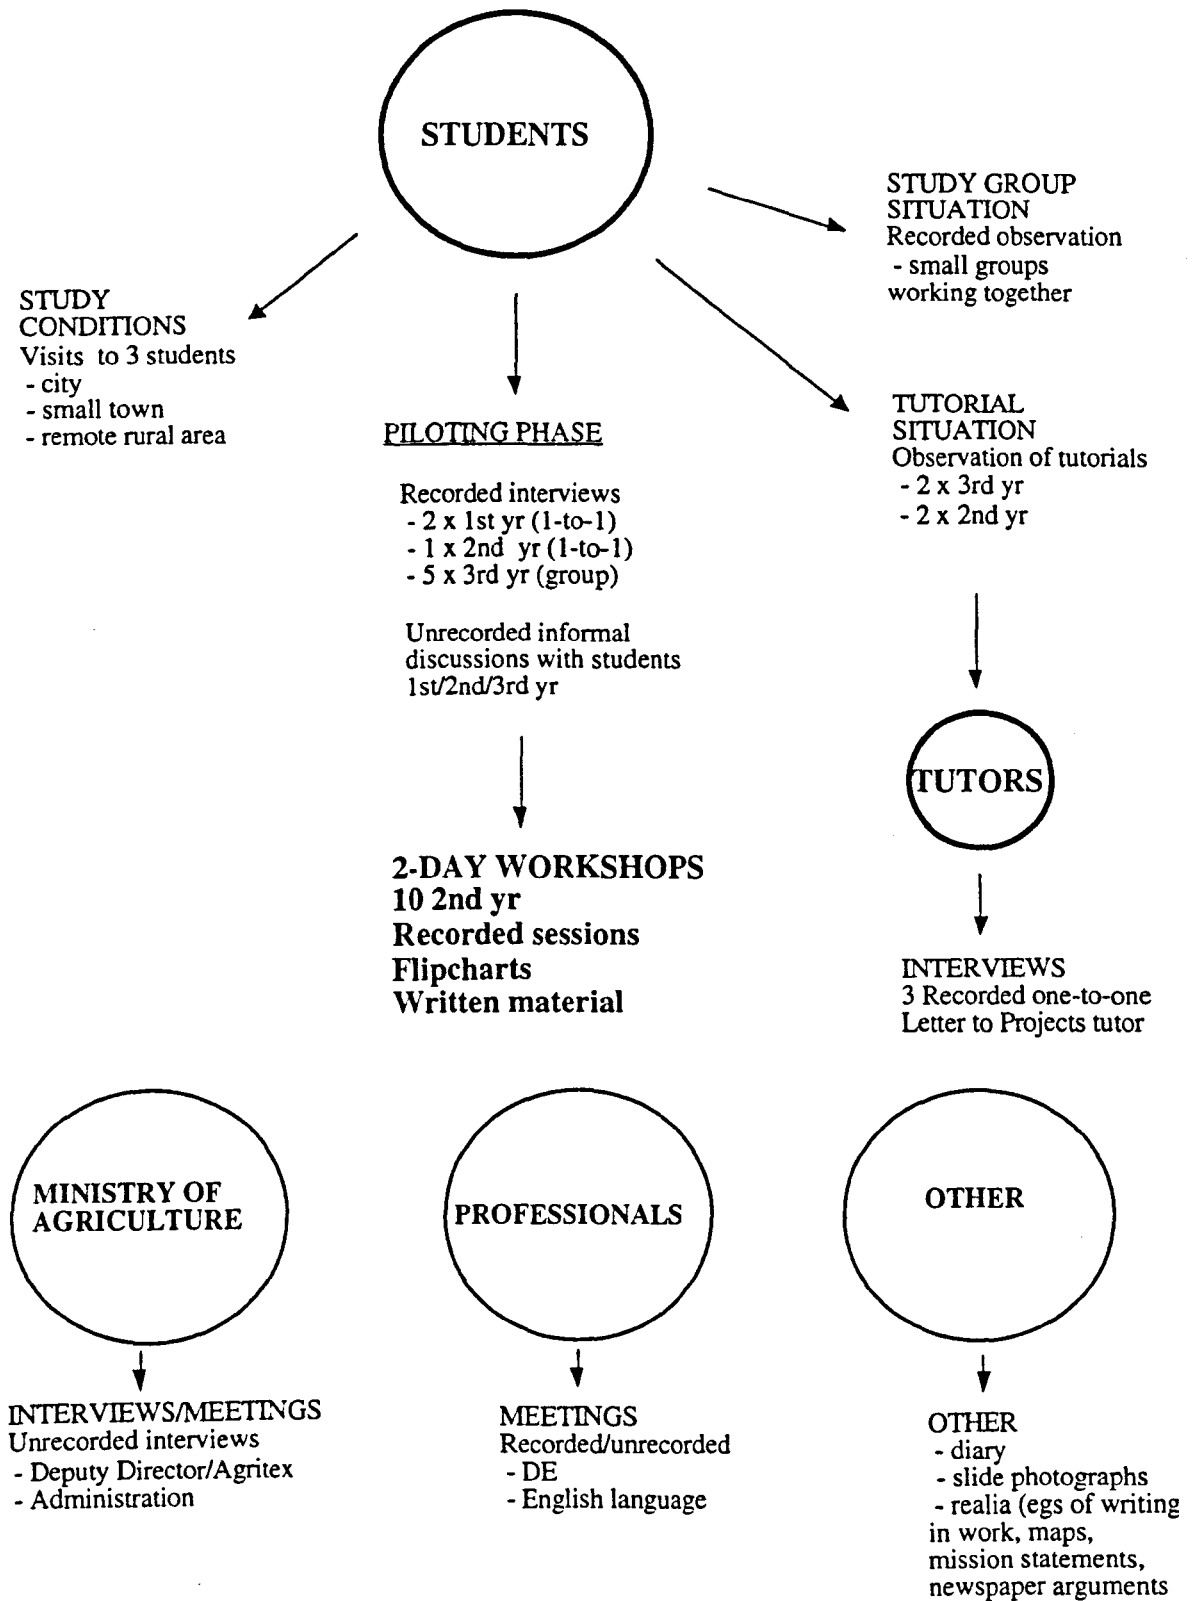 STUDENTS
STUDY GROUP
SITUATION
Recorded observation
- small groups
working together
STUDY
CONDITIONS
Visits to 3 students
- city
- small town
- remote rural area
PILOTING PHASE
Recorded interviews
- 2 x 1st yr (1-to-1)
- 1 x 2nd yr (1-to-1)
- 5 x 3rd yr (group)
Unrecorded informal
discussions with students
1st/2nd/3rd yr
TUTORIAL
SITUATION
Observation of tutorials
- 2 x 3rd yr
- 2 x 2nd yr
TUTORS
2-DAY WORKSHOPS
10 2nd yr
Recorded sessions
Flipcharts
Written material
INTERVIEWS
3 Recorded one-to-one
Letter to Projects tutor
MINISTRY OF
AGRICULTURE
PROFESSIONALS
OTHER
INTERVIEWS/MEETINGS
Unrecorded interviews
- Deputy Director/Agritex
- Administration
MEETINGS
Recorded/unrecorded
- DE
- English language
OTHER
- diary
- slide photographs
- realia (egs of writing
in work, maps,
mission statements,
newspaper arguments